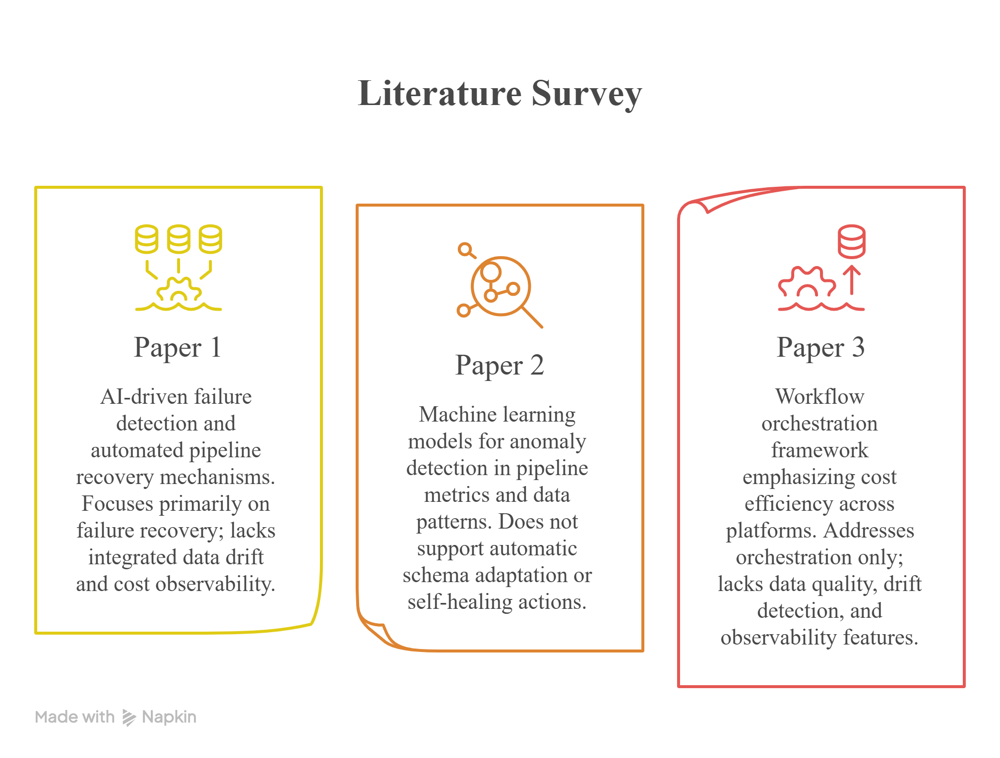 Literature Survey
Paper 1
AI-driven failure
detection and
automated pipeline
recovery mechanisms.
Focuses primarily on
failure recovery; lacks
integrated data drift
and cost observability.
Paper 2
Machine learning
models for anomaly
detection in pipeline
metrics and data
patterns. Does not
support automatic
schema adaptation or
self-healing actions.
Paper 3
Workflow
orchestration
framework
emphasizing cost
efficiency across
platforms. Addresses
orchestration only;
lacks data quality, drift
detection, and
observability features.
Made with Napkin